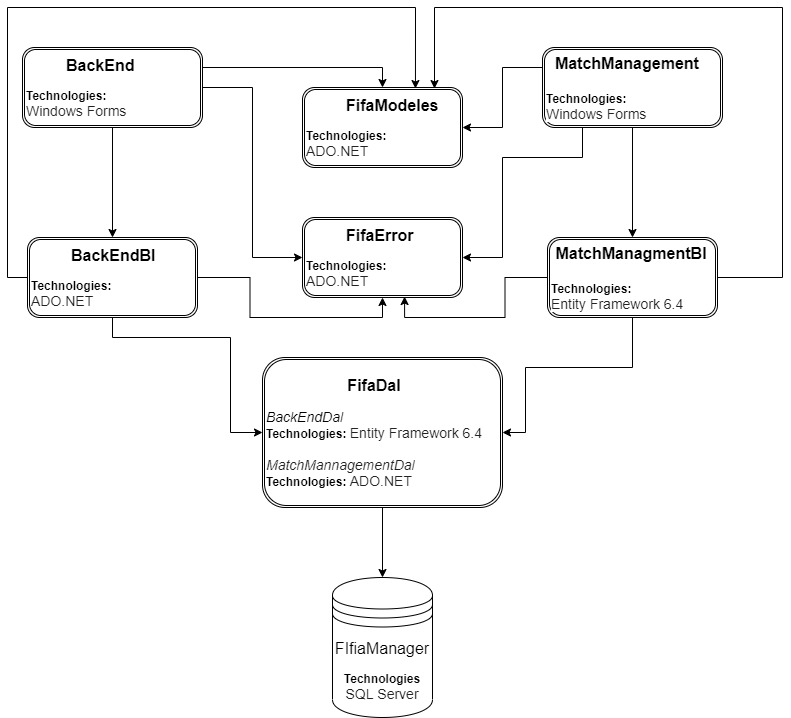 BackEnd
Technologies:
Windows Forms
MatchManagement
Technologies:
Windows Forms
FifaModeles
Technologies:
ADO.NET
FifaError
Technologies:
ADO.NET
BackEndBl
Technologies:
ADO.NET
MatchManagmentBl
Technologies:
Entity Framework 6.4
FifaDal
BackEndDal
Technologies: Entity Framework 6.4
MatchMannagementDal
Technologies: ADO.NET
FIfiaManager
Technologies
SQL Server